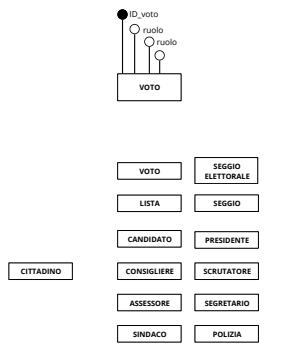 ID_voto
ruolo
ruolo
VOTO
VOTO
SEGGIO
ELETTORALE
LISTA
SEGGIO
CANDIDATO
PRESIDENTE
CITTADINO
CONSIGLIERE
SCRUTATORE
ASSESSORE
SEGRETARIO
SINDACO
POLIZIA